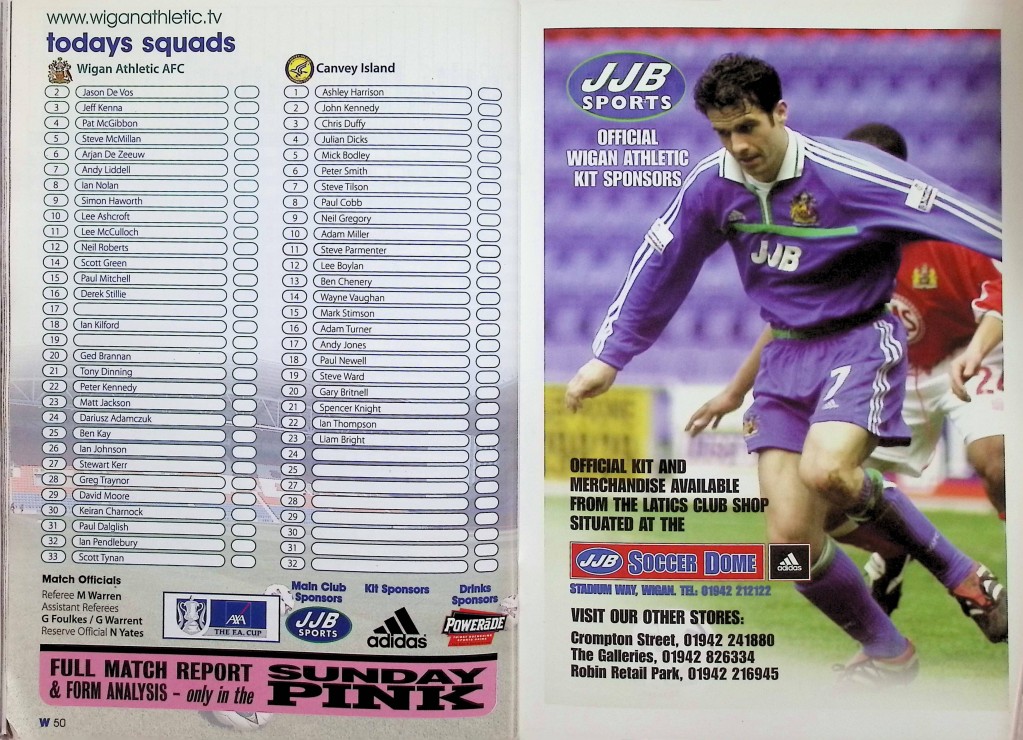 www.wiganathletic.tv
todays squads
Wigan Athletic AFC
2 Jason De Vos
3 Jeff Kenna
4 Pat McGibbon
5 Steve McMillan
6 Arjan De Zeeuw
7 Andy Liddell
8 Ian Nolan
9 Simon Haworth
10 Lee Ashcroft
11 Lee McCulloch
12 Neil Roberts
14 Scott Green
15 Paul Mitchell
16 Derek Stillie
17
18 Ian Kilford
19
20 Ged Brannan
21 Tony Dinning
22 Peter Kennedy
23 Matt Jackson
24 Dariusz Adamczuk
25 Ben Kay
26 Ian Johnson
27 Stewart Kerr
28 Greg Traynor
29 David Moore
30 Keiran Charnock
31 Paul Dalglish
32 Ian Pendlebury
33 Scott Tynan
Canvey Island
1 Ashley Harrison
2 John Kennedy
3 Chris Duffy
4 Julian Dicks
5 Mick Bodley
6 Peter Smith
7 Steve Tilson
8 Paul Cobb
9 Neil Gregory
10 Adam Miller
11 Steve Parmenter
12 Lee Boylan
13 Ben Chenery
14 Wayne Vaughan
15 Mark Stimson
16 Adam Turner
17 Andy Jones
18 Paul Newell
19 Steve Ward
20 Gary Britnell
21 Spencer Knight
22 Ian Thompson
23 Liam Bright
24
25
26
27
28
29
30
31
32
Match Officials
Referee M Warren
Assistant Referees
G Foulkes / G Warrent
Reserve Official N Yates
AXA
THE F.A. CUP
Main Club
Sponsors
JJB
SPORTS
Kit Sponsors
adidas
Drinks
Sponsors
POWERADE
FULL MATCH REPORT
& FORM ANALYSIS - only in the
SUNDAY
PINK
W 50
JJB
SPORTS
OFFICIAL
WIGAN ATHLETIC
KIT SPONSORS
JJB
7
OFFICIAL KIT AND
MERCHANDISE AVAILABLE
FROM THE LATICS CLUB SHOP
SITUATED AT THE
JJB SOCCER DOME adidas
STADIUM WAY, WIGAN. TEL: 01942 212122
VISIT OUR OTHER STORES:
Crompton Street, 01942 241880
The Galleries, 01942 826334
Robin Retail Park, 01942 216945